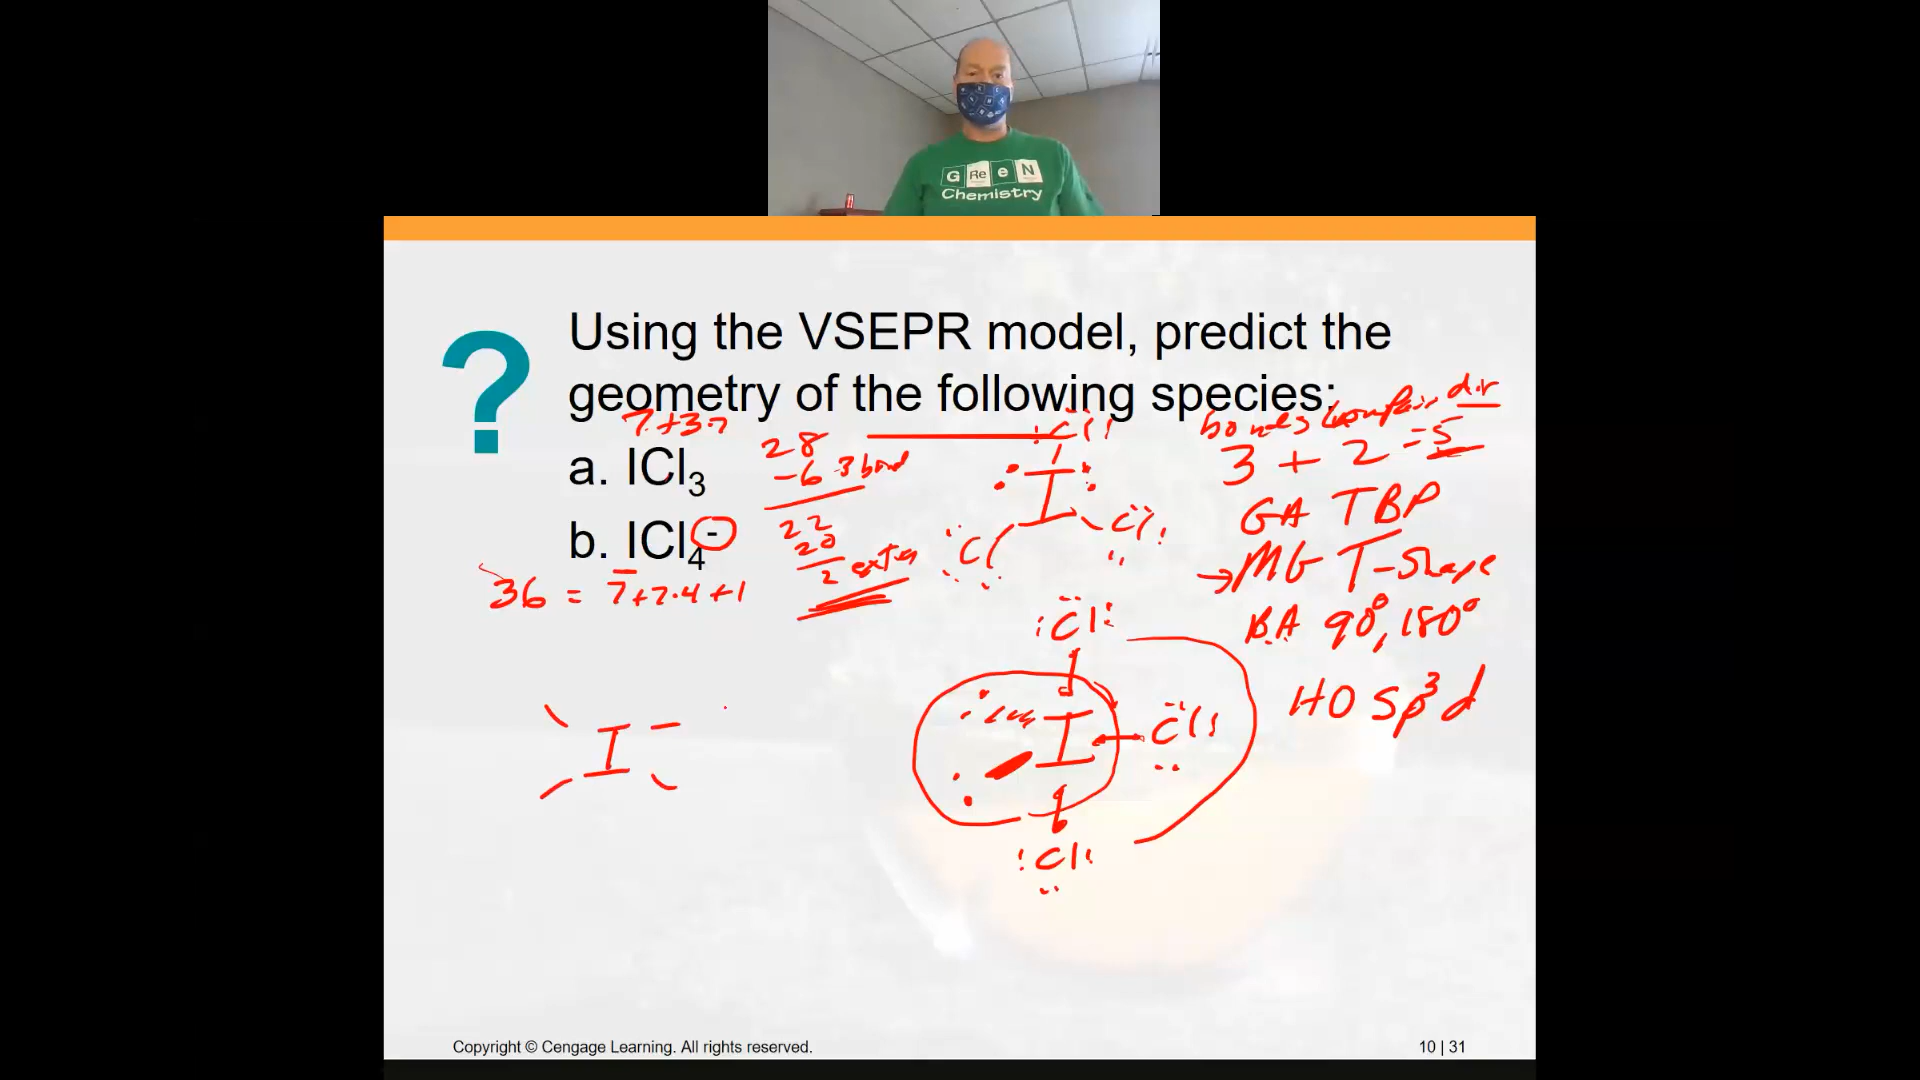 G Re e N
Chemistry
?
Using the VSEPR model, predict the
geometry of the following species:
7+3·7
a. ICl3
b. ICl4-
36 = 7+7·4+1
28
-6 3 bond
22
20
2 extra
Cl
I
Cl
Cl
bonds lonepair dir
3 + 2 = 5
GA TBP
→ MG T-Shape
BA 90°, 180°
HO Sp3d
Cl
I
Cl
Cl
I
Copyright © Cengage Learning. All rights reserved.
10 | 31